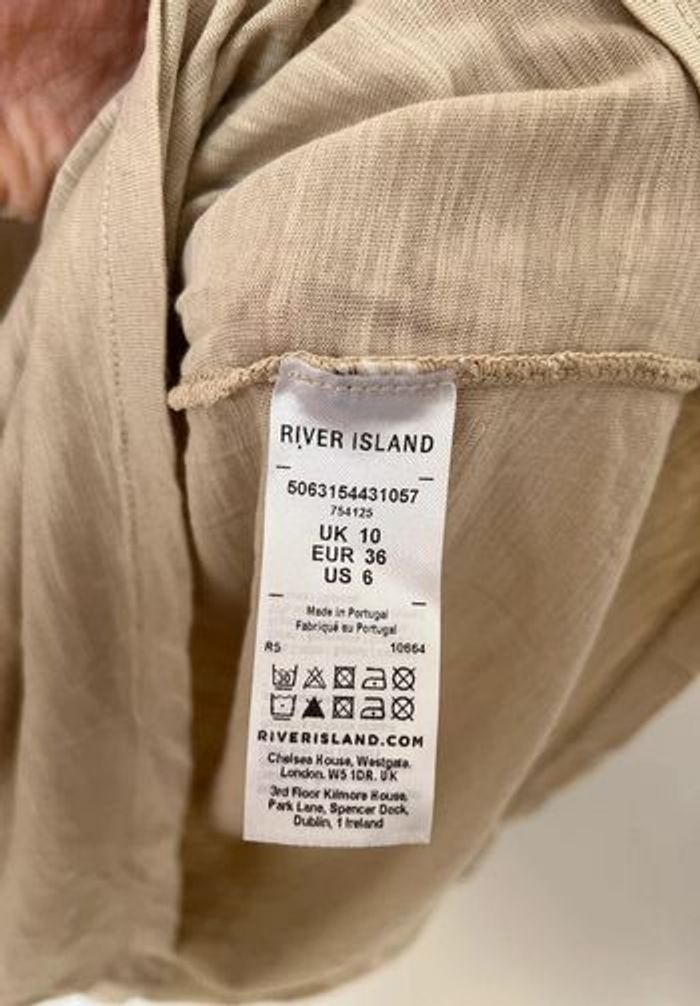 RIVER ISLAND
5063154431057
754125
UK 10
EUR 36
US 6
Made in Portugal
Fabriqué au Portugal
R5 10664
30
RIVERISLAND.COM
Chelsea House, Westgate,
London. W5 1DR. UK
3rd Floor Kilmore House,
Park Lane, Spencer Dock,
Dublin, 1 Ireland